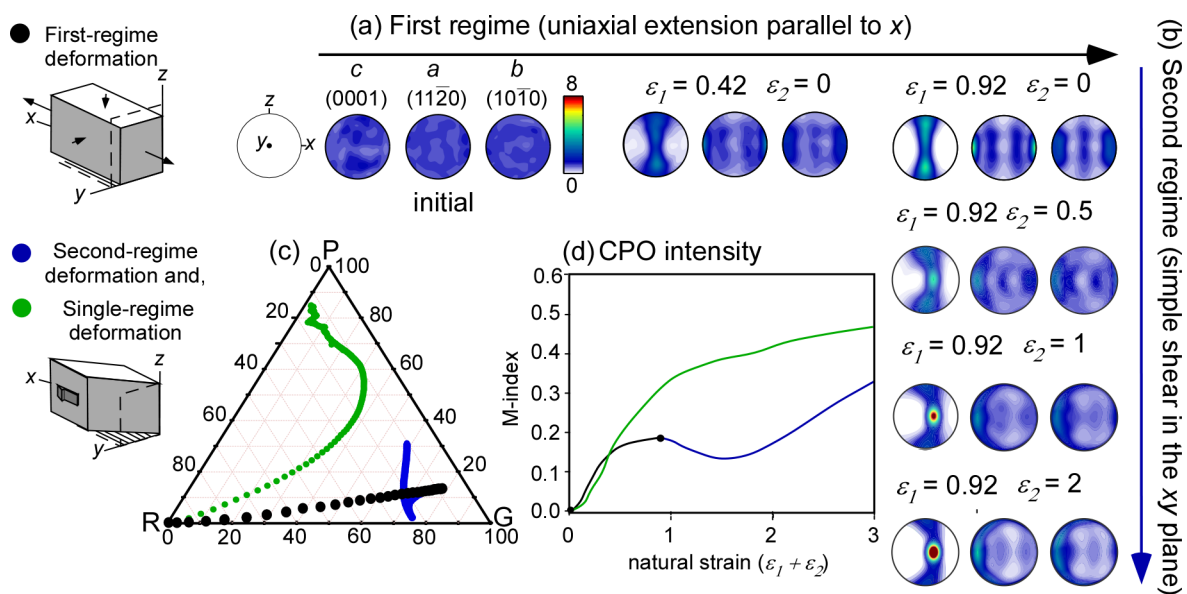 (a) First regime (uniaxial extension parallel to x)
First-regime
deformation
z
x
y
z
y
x
c
(0001)
a
(112̅0)
b
(101̅0)
8
0
initial
ε₁ = 0.42 ε₂ = 0
ε₁ = 0.92 ε₂ = 0
ε₁ = 0.92 ε₂ = 0.5
ε₁ = 0.92 ε₂ = 1
ε₁ = 0.92 ε₂ = 2
(b) Second regime (simple shear in the xy plane)
Second-regime
deformation and,
Single-regime
deformation
z
x
y
(c)
P
0 100
20 80
40 60
60 40
80 20
R
G
0 20 40 60 80 100
(d) CPO intensity
M-index
0.6
0.5
0.4
0.3
0.2
0.1
0.0
0 1 2 3
natural strain (ε₁ + ε₂)